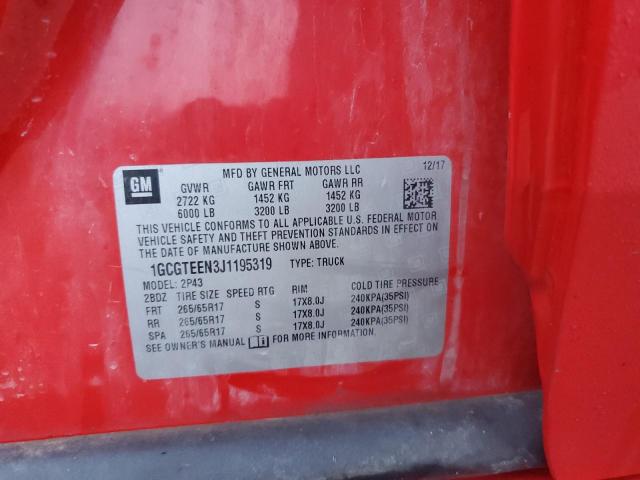 GM
MFD BY GENERAL MOTORS LLC 12/17
GVWR GAWR FRT GAWR RR
2722 KG 1452 KG 1452 KG
6000 LB 3200 LB 3200 LB
THIS VEHICLE CONFORMS TO ALL APPLICABLE U.S. FEDERAL MOTOR
VEHICLE SAFETY AND THEFT PREVENTION STANDARDS IN EFFECT ON
DATE OF MANUFACTURE SHOWN ABOVE.
1GCGTEEN3J1195319 TYPE: TRUCK
MODEL: 2P43
2BDZ TIRE SIZE SPEED RTG RIM COLD TIRE PRESSURE
FRT 265/65R17 S 17X8.0J 240KPA(35PSI)
RR 265/65R17 S 17X8.0J 240KPA(35PSI)
SPA 265/65R17 S 17X8.0J 240KPA(35PSI)
SEE OWNER'S MANUAL i FOR MORE INFORMATION.